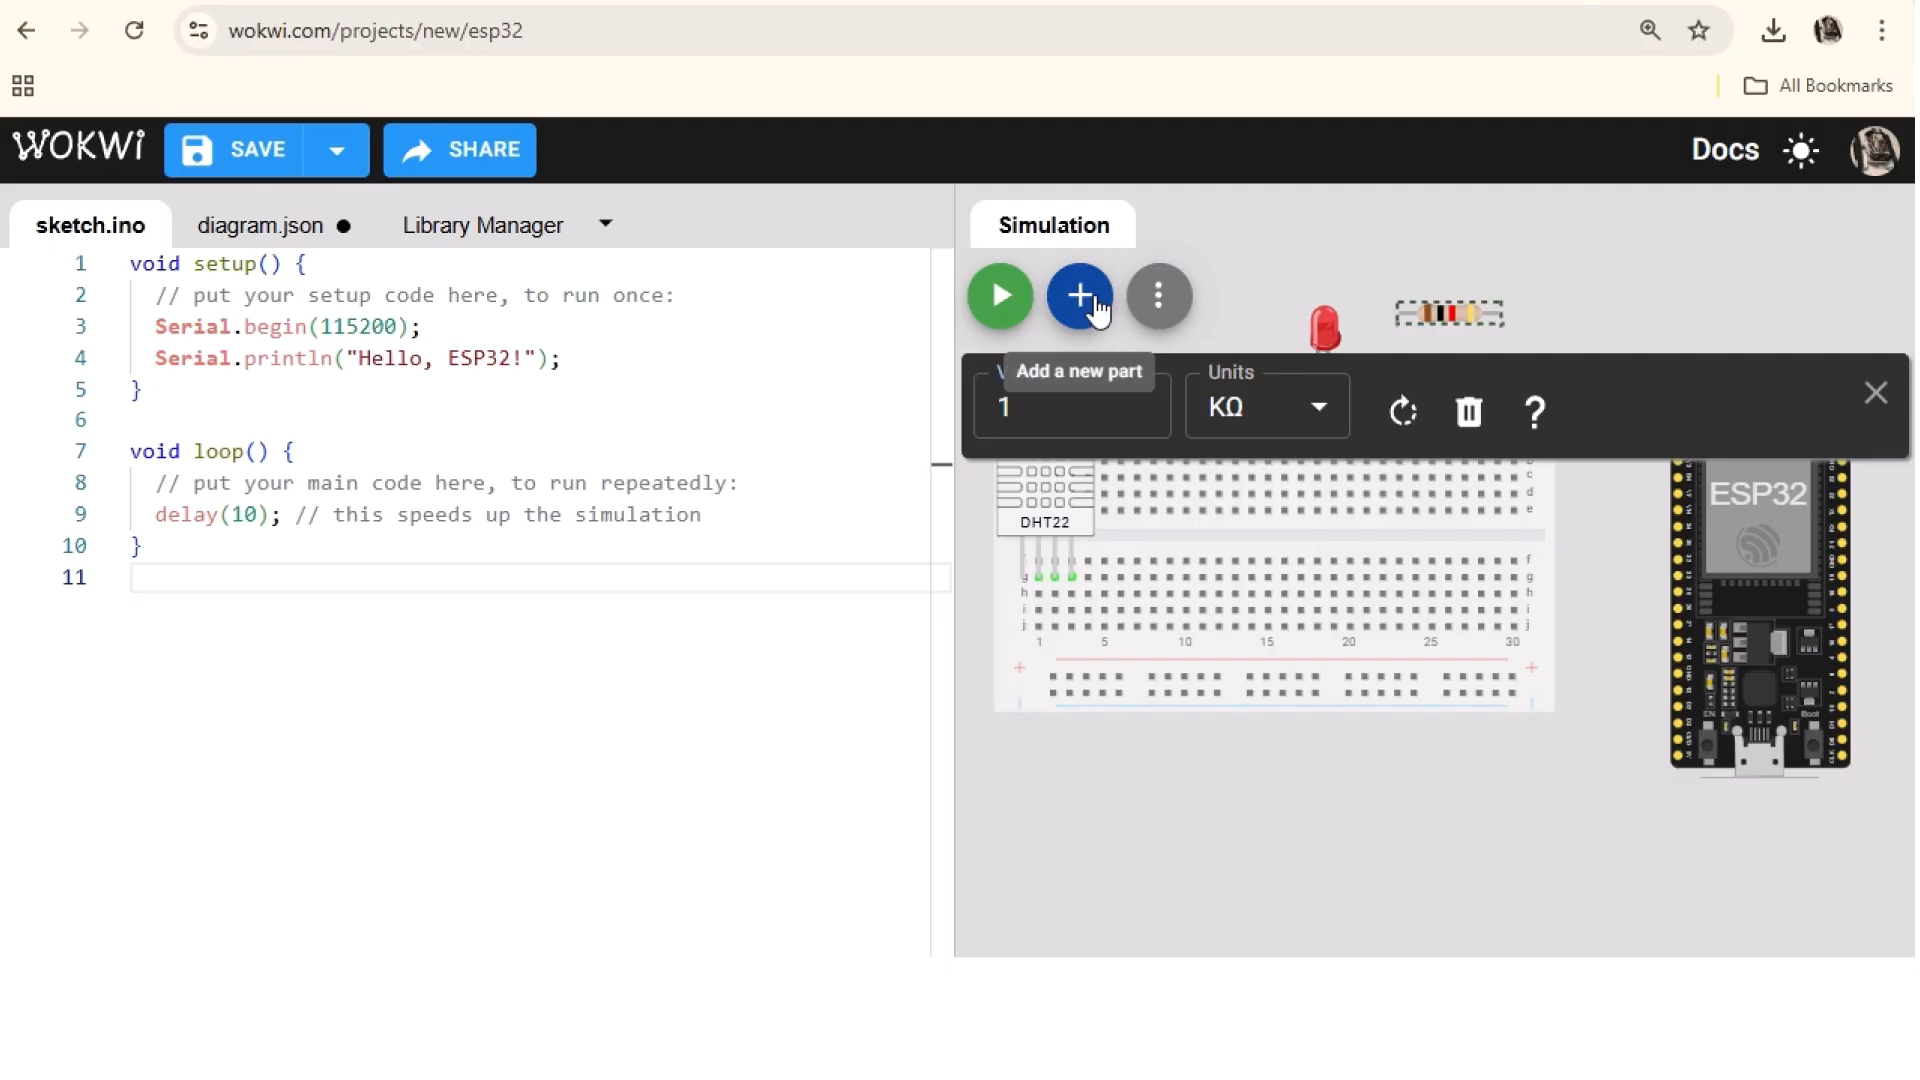 wokwi.com/projects/new/esp32
All Bookmarks
WOKWi
SAVE
SHARE
Docs
sketch.ino
diagram.json
Library Manager
Simulation
1 void setup() {
2 // put your setup code here, to run once:
3 Serial.begin(115200);
4 Serial.println("Hello, ESP32!");
5 }
6
7 void loop() {
8 // put your main code here, to run repeatedly:
9 delay(10); // this speeds up the simulation
10 }
11
Add a new part
1
Units
KΩ
?
c
d
e
ESP32
DHT22
f
g g
h h
i i
j j
1 5 10 15 20 25 30
+ +
EN Boot